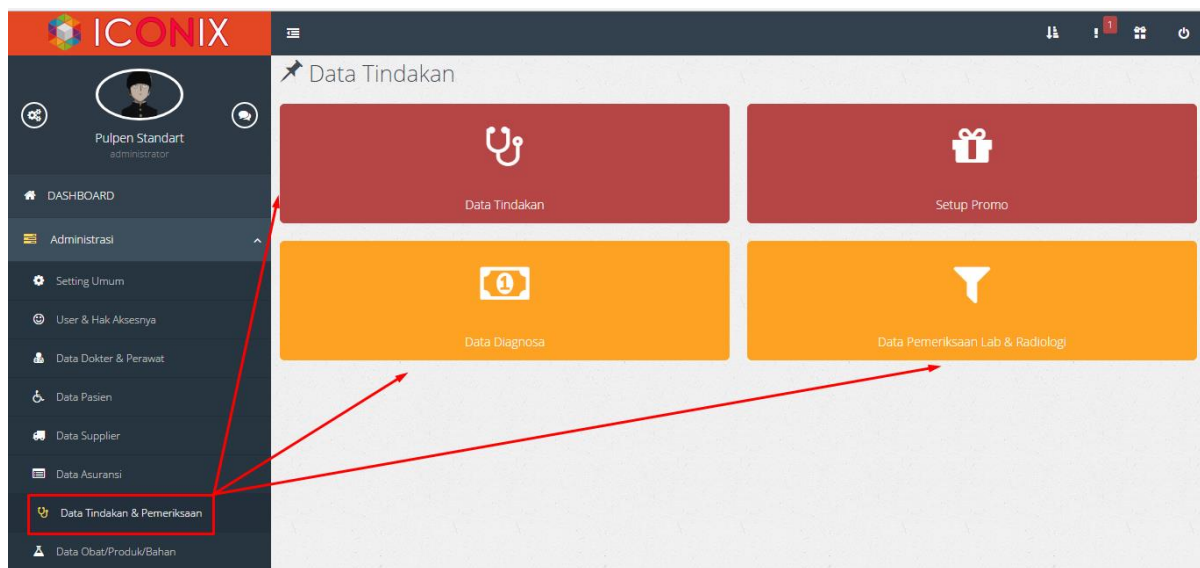 ICONIX
1
Data Tindakan
Pulpen Standart
administrator
DASHBOARD
Administrasi
Setting Umum
User & Hak Aksesnya
Data Dokter & Perawat
Data Pasien
Data Supplier
Data Asuransi
Data Tindakan & Pemeriksaan
Data Obat/Produk/Bahan
Data Tindakan
Setup Promo
1
Data Diagnosa
Data Pemeriksaan Lab & Radiologi